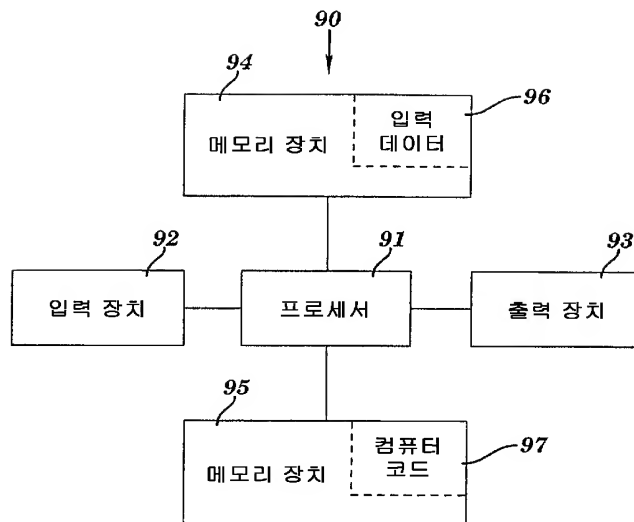 90
94
96
메모리 장치
입력
데이터
92
91
93
입력 장치
프로세서
출력 장치
95
97
메모리 장치
컴퓨터
코드